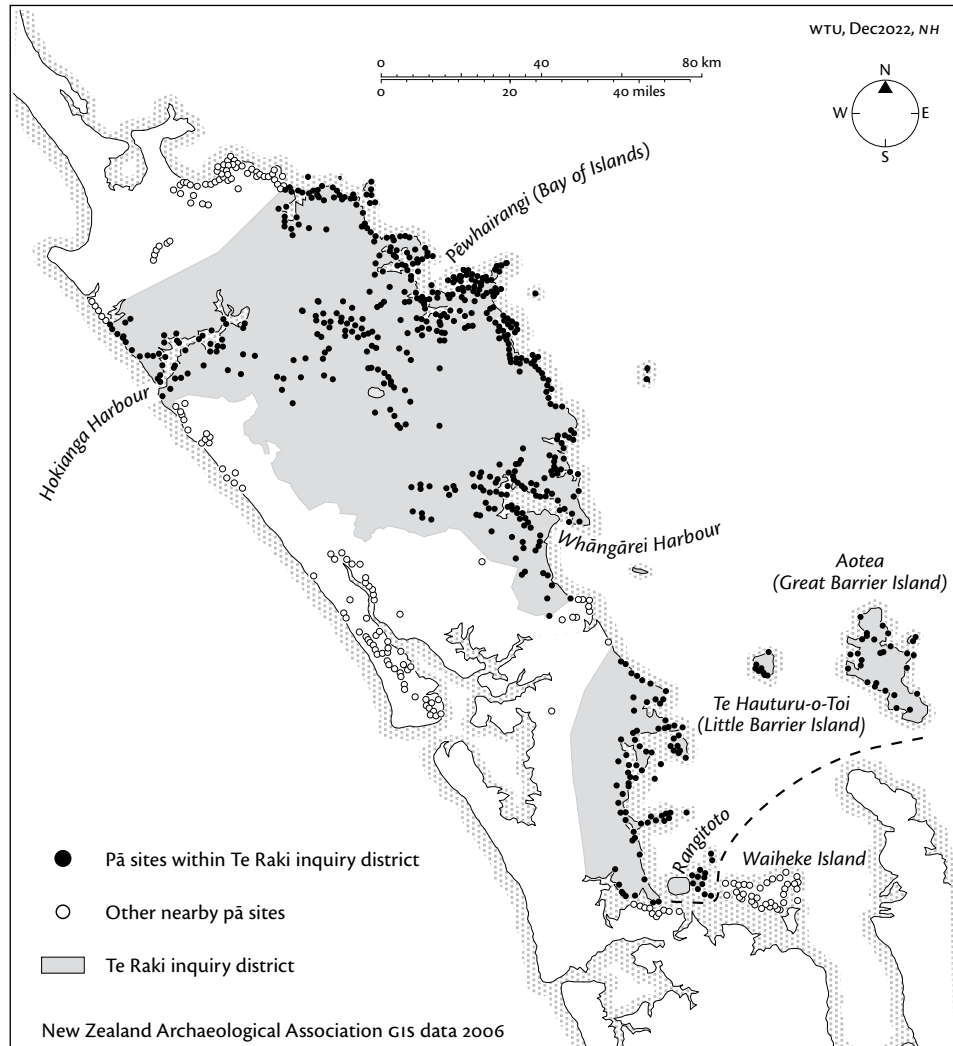 WTU, Dec2022, NH
0 40 80 km
0 20 40 miles
N
W E
S
Pēwhairangi (Bay of Islands)
Hokianga Harbour
Whāngārei Harbour
Aotea
(Great Barrier Island)
Te Hauturu-o-Toi
(Little Barrier Island)
Rangitoto
Waiheke Island
Pā sites within Te Raki inquiry district
Other nearby pā sites
Te Raki inquiry district
New Zealand Archaeological Association GIS data 2006